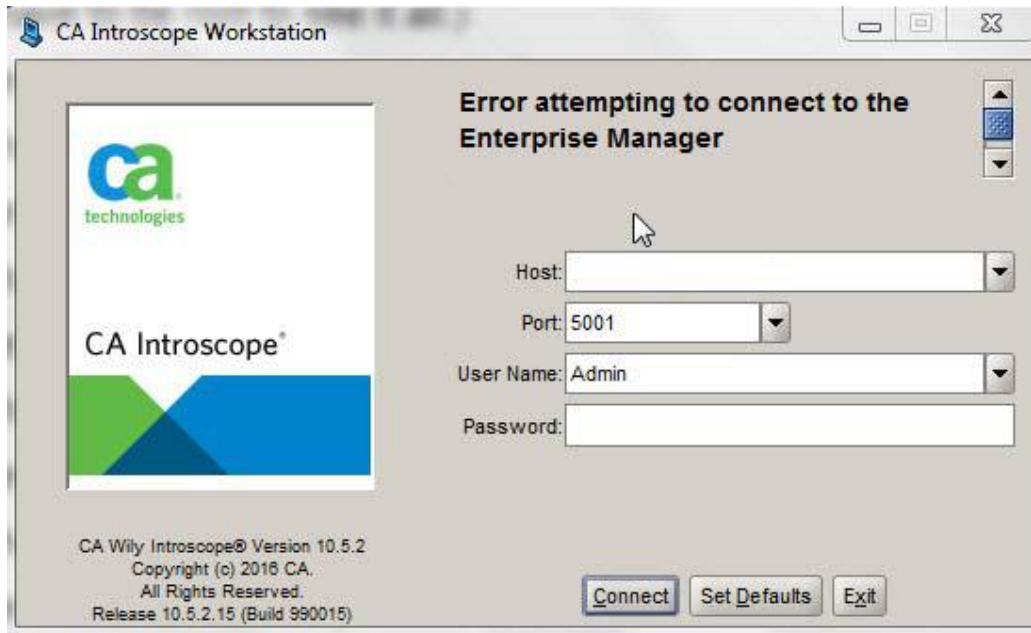 CA Introscope Workstation
Error attempting to connect to the
Enterprise Manager
ca
technologies
CA Introscope®
Host:
Port: 5001
User Name: Admin
Password:
CA Wily Introscope® Version 10.5.2
Copyright (c) 2016 CA.
All Rights Reserved.
Release 10.5.2.15 (Build 990015)
Connect
Set Defaults
Exit